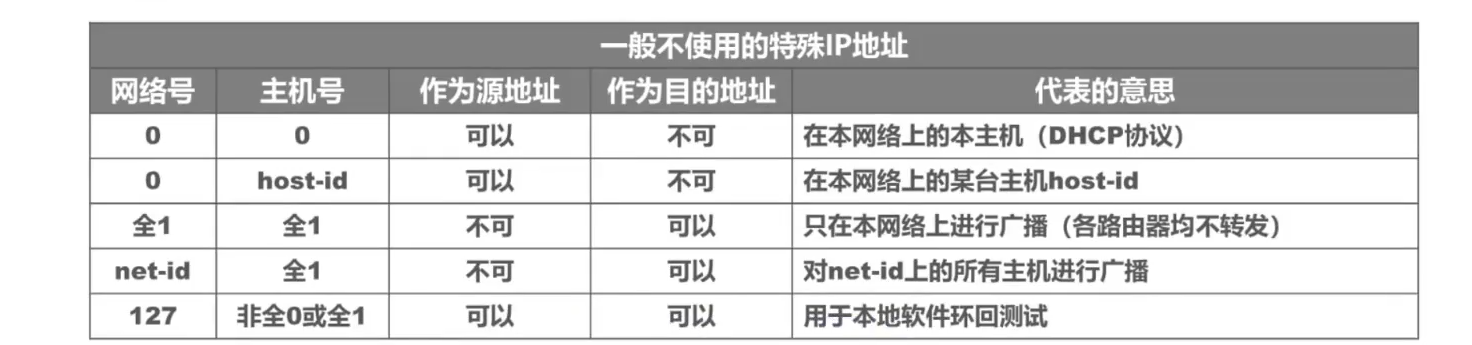 一般不使用的特殊IP地址
网络号 主机号 作为源地址 作为目的地址 代表的意思
0 0 可以 不可 在本网络上的本主机（DHCP协议）
0 host-id 可以 不可 在本网络上的某台主机host-id
全1 全1 不可 可以 只在本网络上进行广播（各路由器均不转发）
net-id 全1 不可 可以 对net-id上的所有主机进行广播
127 非全0或全1 可以 可以 用于本地软件环回测试